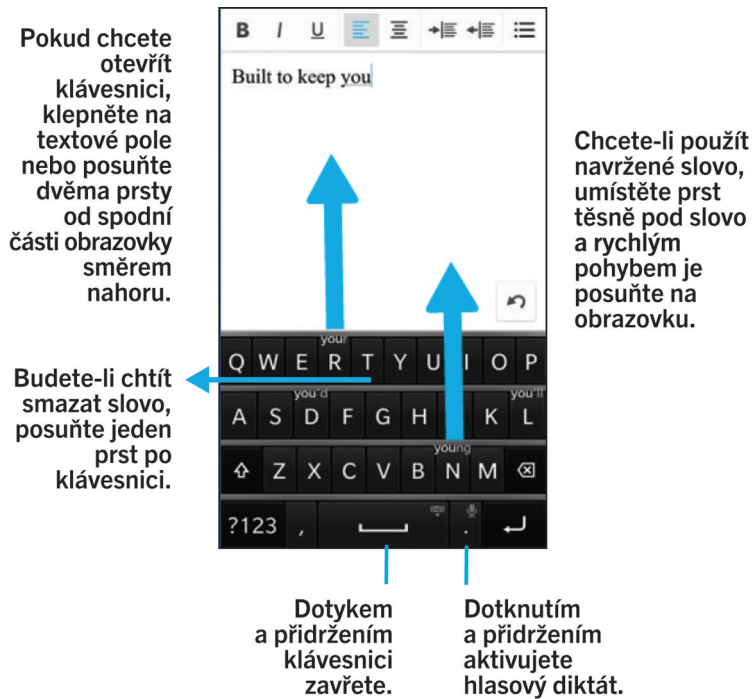 Pokud chcete
otevřít
klávesnici,
klepněte na
textové pole
nebo posuňte
dvěma prsty
od spodní
části obrazovky
směrem
nahoru.
Budete-li chtít
smazat slovo,
posuňte jeden
prst po
klávesnici.
B I U
Built to keep you
your
Q W E R T Y U I O P
you'd you'll
A S D F G H K L
young
Z X C V B N M
?123 , .
Chcete-li použít
navržené slovo,
umístěte prst
těsně pod slovo
a rychlým
pohybem je
posuňte na
obrazovku.
Dotykem
a přidržením
klávesnici
zavřete.
Dotknutím
a přidržením
aktivujete
hlasový diktát.